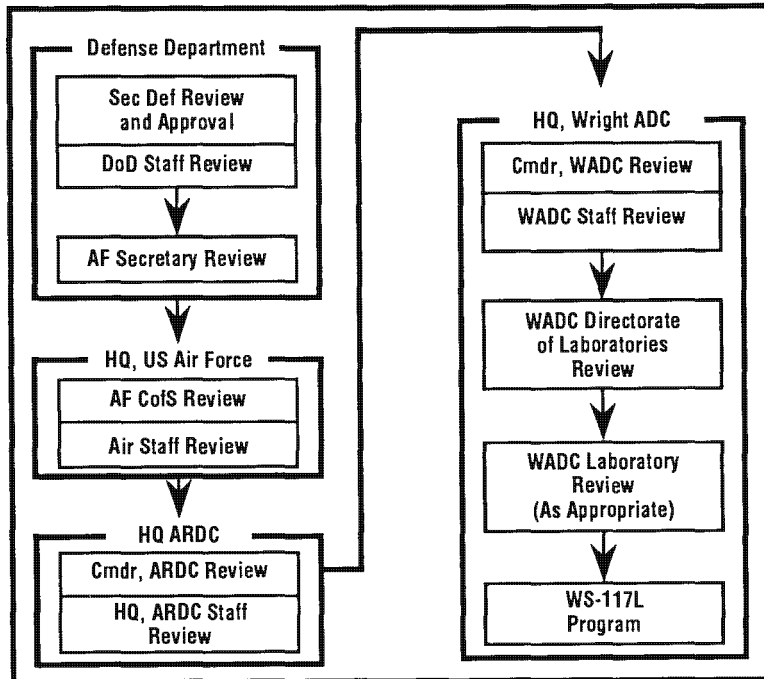 Defense Department
Sec Def Review
and Approval
DoD Staff Review
AF Secretary Review
HQ, US Air Force
AF CofS Review
Air Staff Review
HQ ARDC
Cmdr, ARDC Review
HQ, ARDC Staff
Review
HQ, Wright ADC
Cmdr, WADC Review
WADC Staff Review
WADC Directorate
of Laboratories
Review
WADC Laboratory
Review
(As Appropriate)
WS-117L
Program